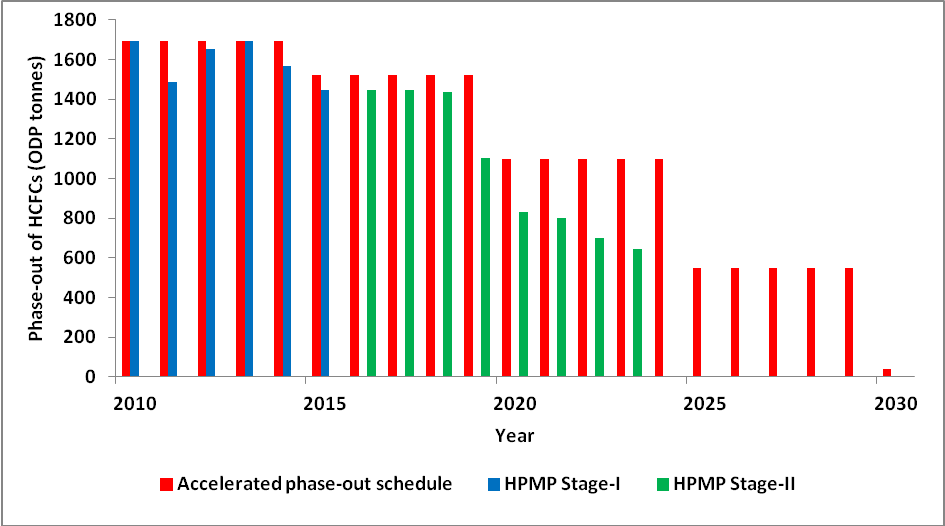 1800
1600
1400
1200
1000
800
600
400
200
0
Phase-out of HCFCs (ODP tonnes)
2010 2015 2020 2025 2030
Year
Accelerated phase-out schedule HPMP Stage-I HPMP Stage-II